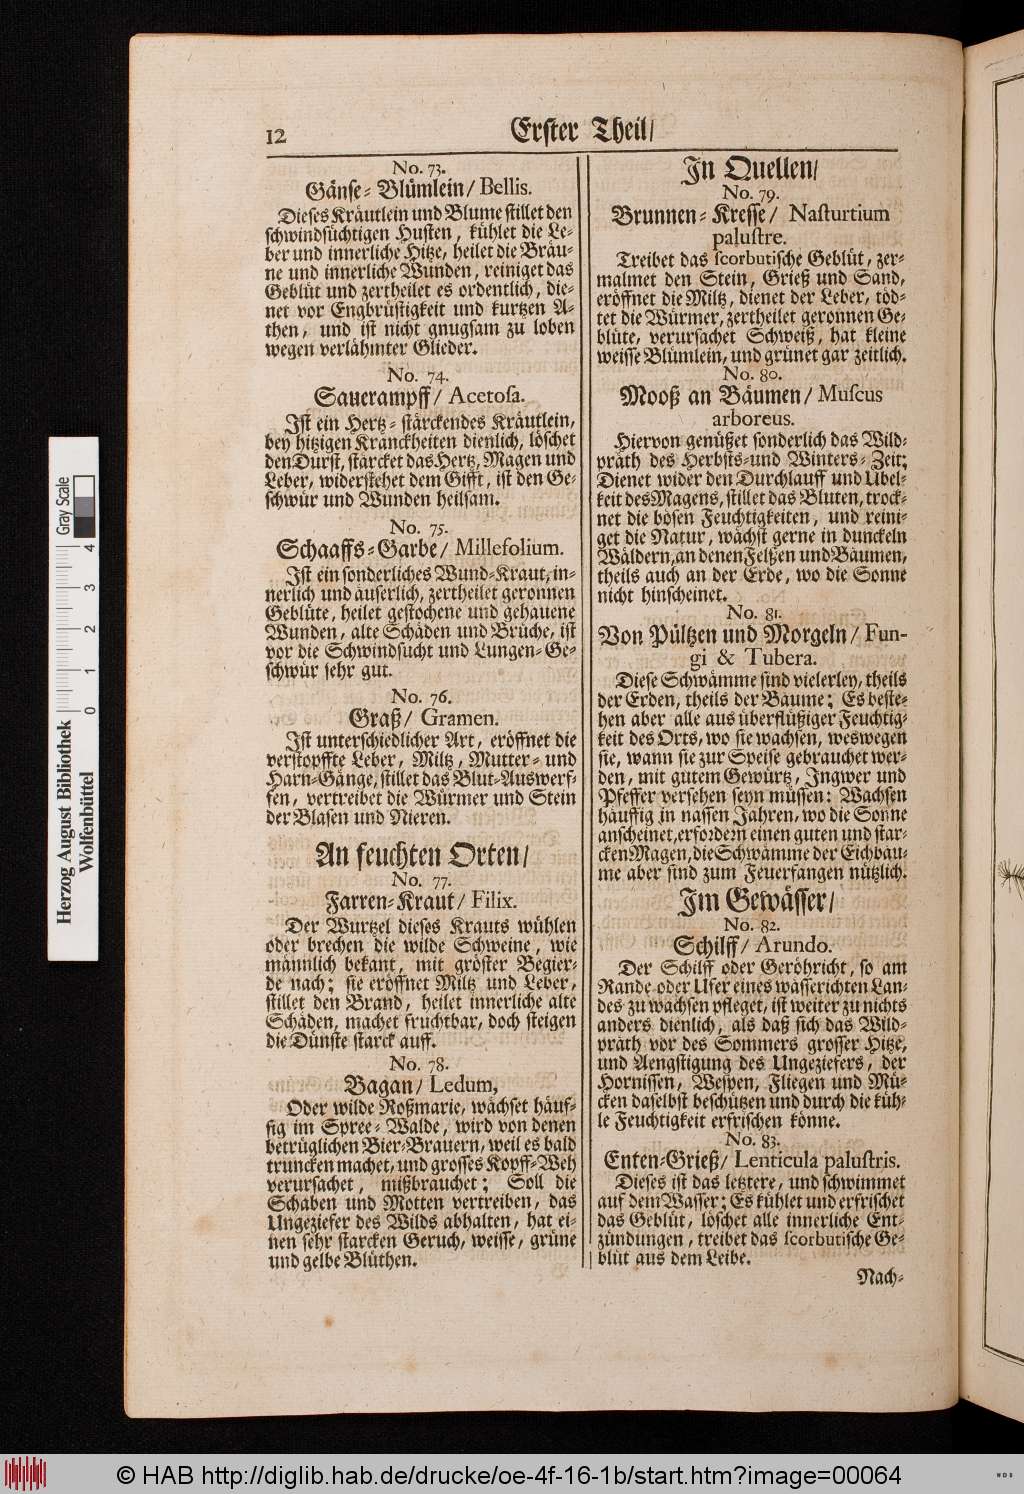 12
Erster Theil/
No. 73.
Gänse-Blümlein/ Bellis.
Dieses Kräutlein und Blume stillet den
schwindsüchtigen Husten, kühlet die Le-
ber und innerliche Hitze, heilet die Bräu-
ne und innerliche Wunden, reiniget das
Geblüt und zertheilet es ordentlich, die-
net vor Engbrüstigkeit und kurtzen A-
then, und ist nicht gnugsam zu loben
wegen verlähmter Glieder.
No. 74.
Sauerampff/ Acetosa.
Ist ein Hertz-stärckendes Kräutlein,
bey hitzigen Kranckheiten dienlich, löschet
den Durst, stärcket das Hertz, Magen und
Leber, widerstehet dem Gifft, ist den Ge-
schwür und Wunden heilsam.
No. 75.
Schaaffs-Garbe/ Millefolium.
Ist ein sonderliches Wund-Kraut, in-
nerlich und äuserlich, zertheilet geronnen
Geblüte, heilet gestochene und gehauene
Wunden, alte Schäden und Brüche, ist
vor die Schwindsucht und Lungen-Ge-
schwür sehr gut.
No. 76.
Graß/ Gramen.
Ist unterschiedlicher Art, eröffnet die
verstopffte Leber, Miltz, Mutter- und
Harn-Gänge, stillet das Blut-Auswerf-
fen, vertreibet die Würmer und Stein
der Blasen und Nieren.
An feuchten Orten/
No. 77.
Farren-Kraut/ Filix.
Der Wurtzel dieses Krauts wühlen
oder brechen die wilde Schweine, wie
männlich bekant, mit gröster Begier-
de nach; sie eröffnet Miltz und Leber,
stillet den Brand, heilet innerliche alte
Schäden, machet fruchtbar, doch steigen
die Dünste starck auff.
No. 78.
Bagan/ Ledum,
Oder wilde Roßmarie, wächset häuf-
fig im Spree-Walde, wird von denen
betrüglichen Bier-Brauern, weil es bald
truncken machet, und grosses Kopff-Weh
verursachet, mißbrauchet; Soll die
Schaben und Motten vertreiben, das
Ungeziefer des Wilds abhalten, hat ei-
nen sehr starcken Geruch, weisse, grüne
und gelbe Blüthen.
In Quellen/
No. 79.
Brunnen-Kresse/ Nasturtium
palustre.
Treibet das scorbutische Geblüt, zer-
malmet den Stein, Grieß und Sand,
eröffnet die Miltz, dienet der Leber, töd-
tet die Würmer, zertheilet geronnen Ge-
blüte, verursachet Schweiß, hat kleine
weisse Blümlein, und grünet gar zeitlich.
No. 80.
Mooß an Bäumen/ Muscus
arboreus.
Hiervon genüßet sonderlich das Wild-
präth des Herbsts-und Winters-Zeit;
Dienet wider den Durchlauff und Übel-
keit des Magens, stillet das Bluten, trock-
net die bösen Feuchtigkeiten, und reini-
get die Natur, wächst gerne in dunckeln
Wäldern, an denen Feltzen und Bäumen,
theils auch an der Erde, wo die Sonne
nicht hinscheinet.
No. 81.
Von Pültzen und Morgeln/ Fun-
gi & Tubera.
Diese Schwämme sind vielerley, theils
der Erden, theils der Bäume; Es beste-
hen aber alle aus überflüßiger Feuchtig-
keit des Orts, wo sie wachsen, weswegen
sie, wann sie zur Speise gebrauchet wer-
den, mit gutem Gewürtz, Ingwer und
Pfeffer versehen seyn müssen: Wachsen
häuffig in nassen Jahren, wo die Sonne
anscheinet, erfordern einen guten und star-
cken Magen, die Schwämme der Eichbäu-
me aber sind zum Feuerfangen nützlich.
Im Gewässer/
No. 82.
Schilff/ Arundo.
Der Schilff oder Geröhricht, so am
Rande oder Ufer eines wässerichten Lan-
des zu wachsen pfleget, ist weiter zu nichts
anders dienlich, als daß sich das Wild-
präth vor des Sommers grosser Hitze,
und Aengstigung des Ungeziefers, der
Hornissen, Wespen, Fliegen und Mü-
cken daselbst beschützen und durch die küh-
le Feuchtigkeit erfrischen könne.
No. 83.
Enten-Grieß/ Lenticula palustris.
Dieses ist das letztere, und schwimmet
auf dem Wasser; Es kühlet und erfrischet
das Geblüt, löschet alle innerliche Ent-
zündungen, treibet das scorbutische Ge-
blüt aus dem Leibe.
Nach-
Herzog August Bibliothek
Wolfenbüttel
0 1 2 3 4
Gray Scale
© HAB http://diglib.hab.de/drucke/oe-4f-16-1b/start.htm?image=00064